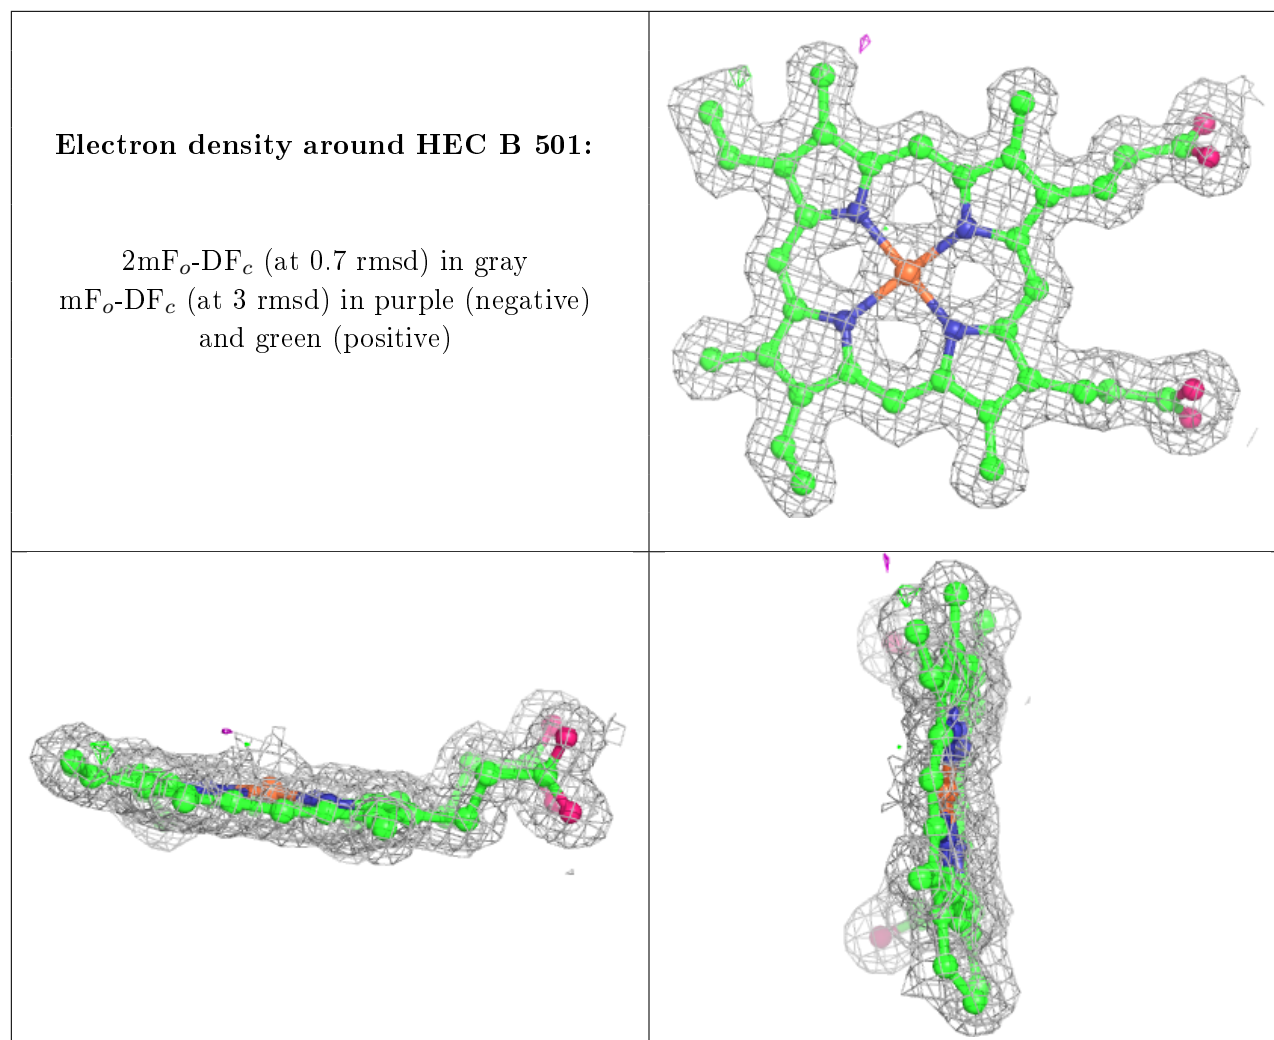 Electron density around HEC B 501:
2mFₒ-DF𝒸 (at 0.7 rmsd) in gray
mFₒ-DF𝒸 (at 3 rmsd) in purple (negative)
and green (positive)